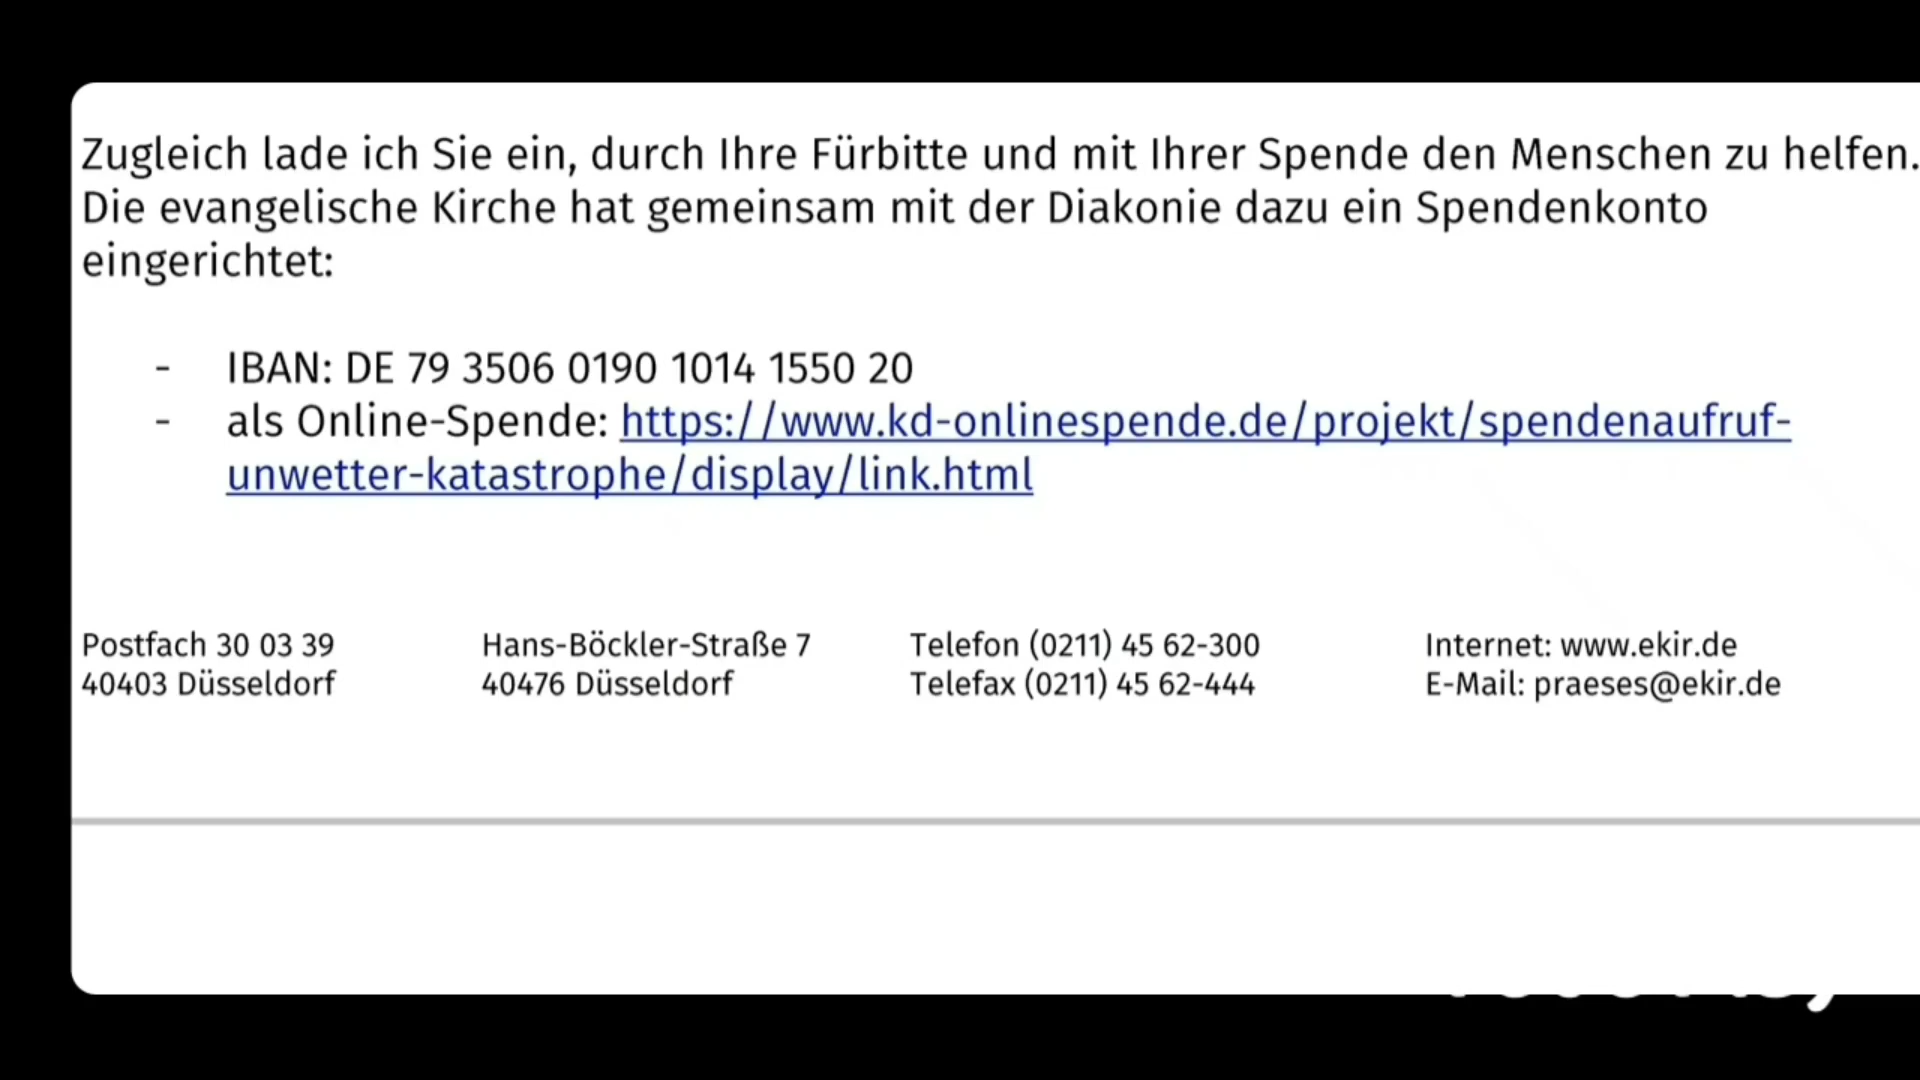 Zugleich lade ich Sie ein, durch Ihre Fürbitte und mit Ihrer Spende den Menschen zu helfen.
Die evangelische Kirche hat gemeinsam mit der Diakonie dazu ein Spendenkonto
eingerichtet:
- IBAN: DE 79 3506 0190 1014 1550 20
- als Online-Spende: https://www.kd-onlinespende.de/projekt/spendenaufruf-
unwetter-katastrophe/display/link.html
Postfach 30 03 39 Hans-Böckler-Straße 7 Telefon (0211) 45 62-300 Internet: www.ekir.de
40403 Düsseldorf 40476 Düsseldorf Telefax (0211) 45 62-444 E-Mail: praeses@ekir.de